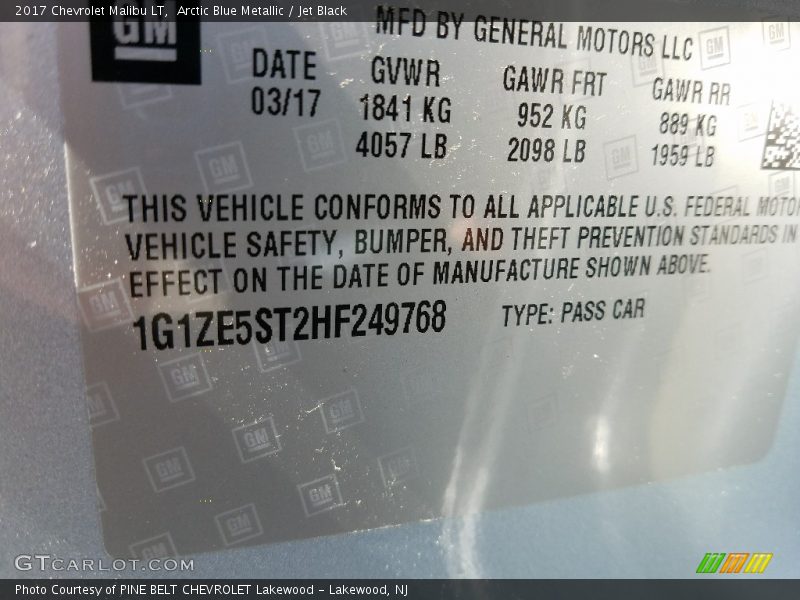 2017 Chevrolet Malibu LT, Arctic Blue Metallic / Jet Black
GM
MFD BY GENERAL MOTORS LLC
DATE GVWR GAWR FRT GAWR RR
03/17 1841 KG 952 KG 889 KG
4057 LB 2098 LB 1959 LB
THIS VEHICLE CONFORMS TO ALL APPLICABLE U.S. FEDERAL MOTOR
VEHICLE SAFETY, BUMPER, AND THEFT PREVENTION STANDARDS IN
EFFECT ON THE DATE OF MANUFACTURE SHOWN ABOVE.
1G1ZE5ST2HF249768 TYPE: PASS CAR
GTCARLOT.COM
Photo Courtesy of PINE BELT CHEVROLET Lakewood - Lakewood, NJ